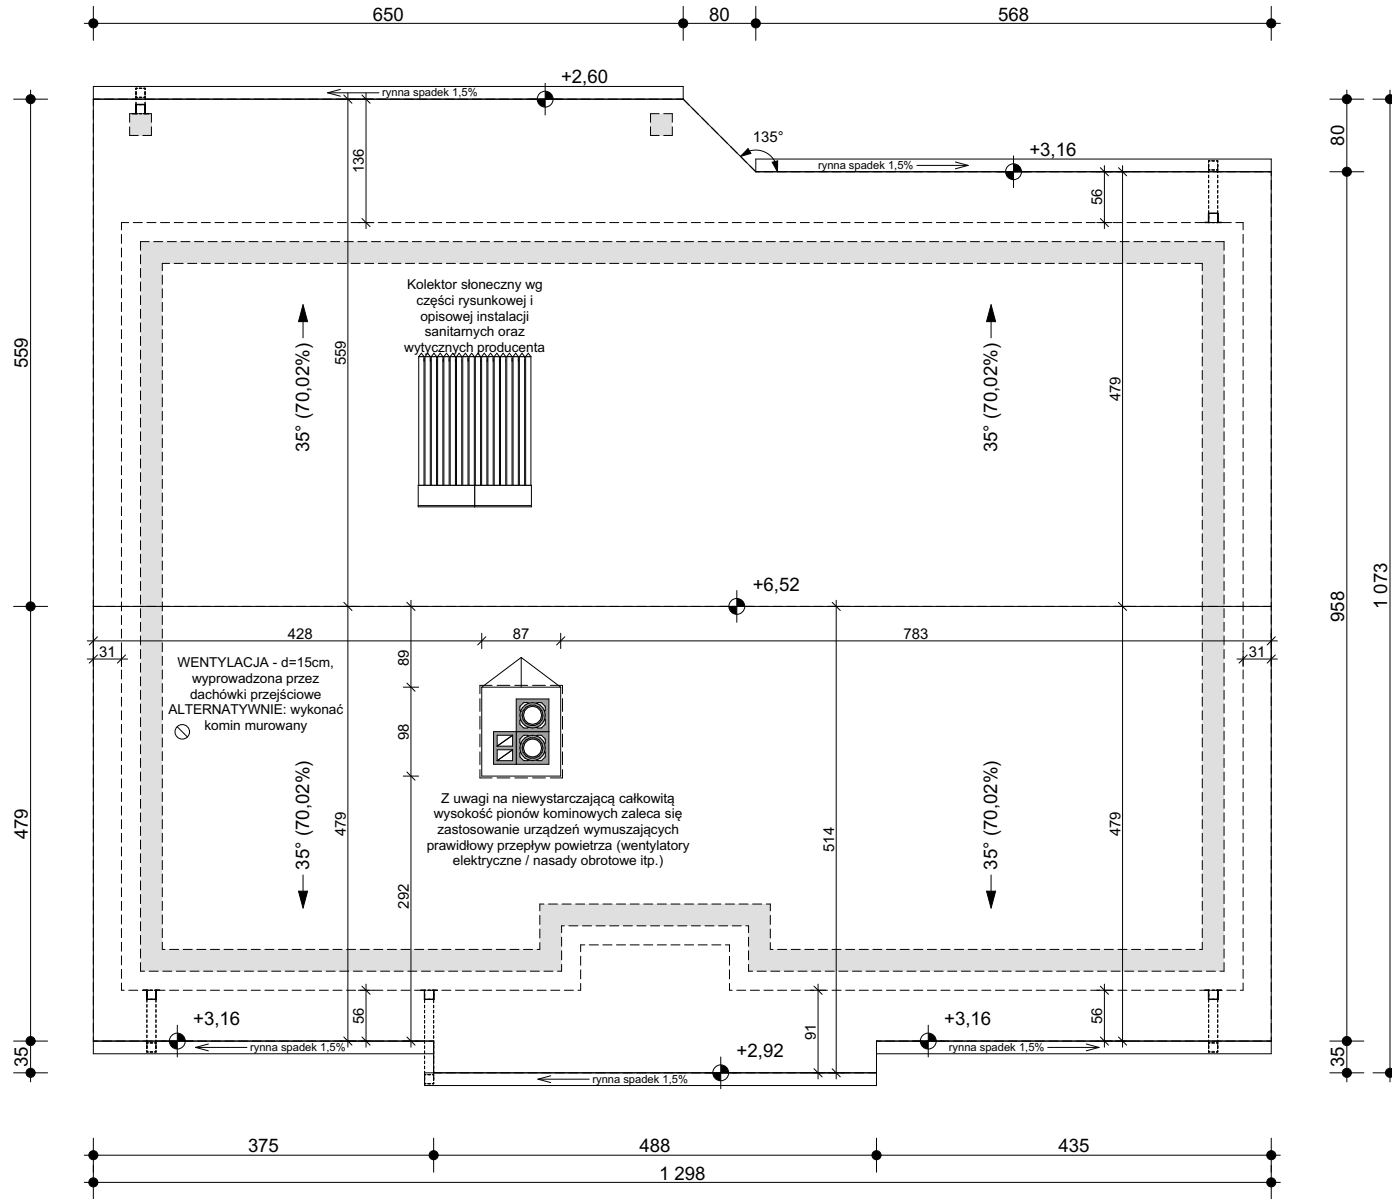 650
80
568
+2,60
rynna spadek 1,5%
135°
+3,16
rynna spadek 1,5%
80
136
56
Kolektor słoneczny wg
części rysunkowej i
opisowej instalacji
sanitarnych oraz
wytycznych producenta
559
559
35° (70,02%)
35° (70,02%)
479
+6,52
958
1 073
428
87
783
31
31
89
WENTYLACJA - d=15cm,
wyprowadzona przez
dachówki przejściowe
ALTERNATYWNIE: wykonać
komin murowany
98
Z uwagi na niewystarczającą całkowitą
wysokość pionów kominowych zaleca się
zastosowanie urządzeń wymuszających
prawidłowy przepływ powietrza (wentylatory
elektryczne / nasady obrotowe itp.)
479
35° (70,02%)
479
514
35° (70,02%)
479
292
+3,16
56
rynna spadek 1,5%
91
+3,16
56
rynna spadek 1,5%
35
+2,92
rynna spadek 1,5%
35
375
488
435
1 298